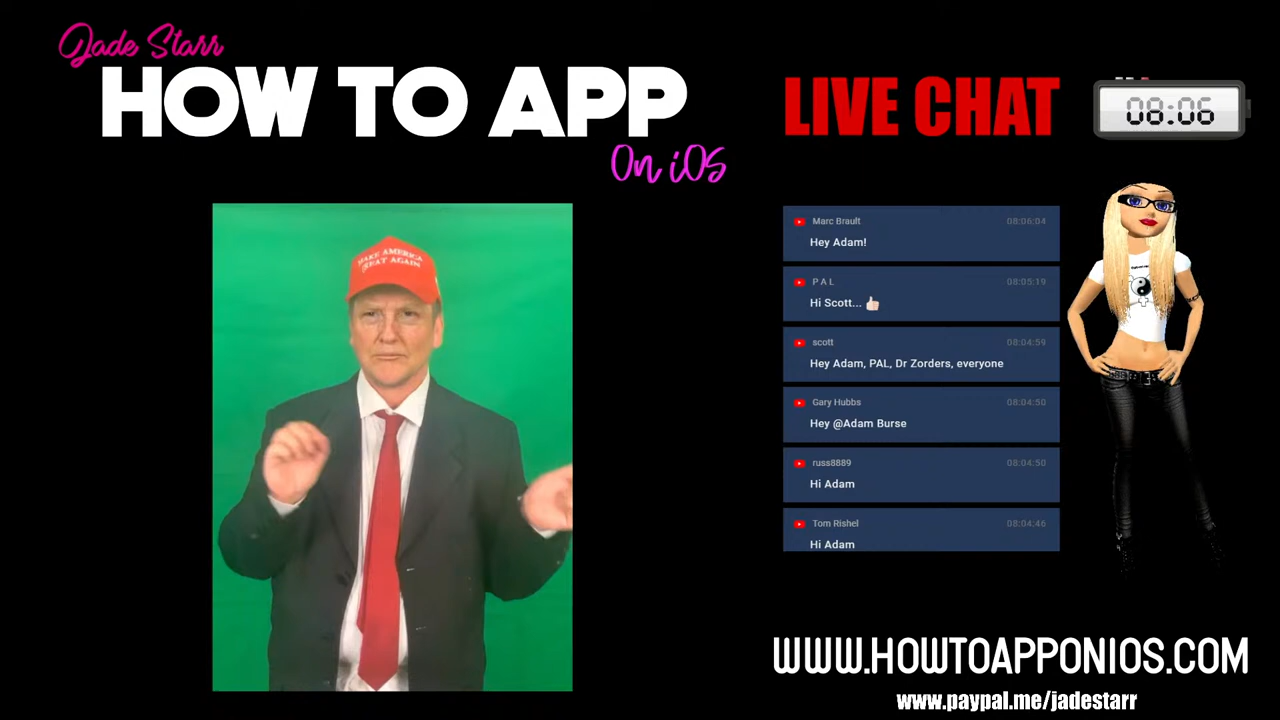 Jade Starr
HOW TO APP
On iOS
LIVE CHAT
08:06
MAKE AMERICA
GREAT AGAIN
Marc Brault 08:06:04
Hey Adam!
P A L 08:05:19
Hi Scott...
scott 08:04:59
Hey Adam, PAL, Dr Zorders, everyone
Gary Hubbs 08:04:50
Hey @Adam Burse
russ8889 08:04:50
Hi Adam
Tom Rishel 08:04:46
Hi Adam
WWW.HOWTOAPPONIOS.COM
www.paypal.me/jadestarr